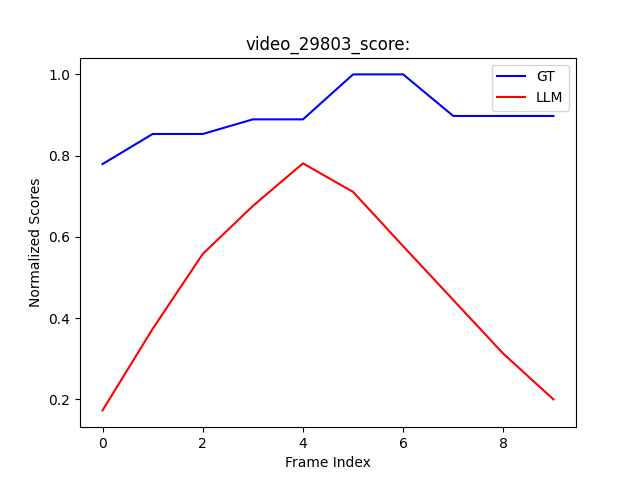 video_29803_score:
GT
LLM
Normalized Scores
1.0
0.8
0.6
0.4
0.2
0 2 4 6 8
Frame Index